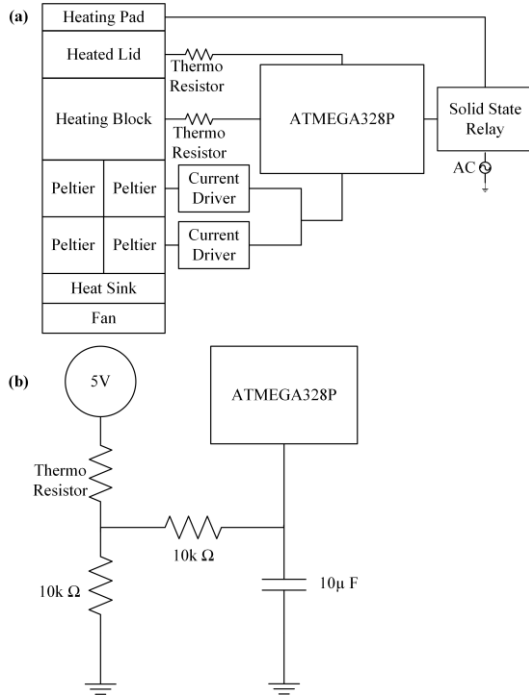 (a)
Heating Pad
Heated Lid
Thermo
Resistor
Heating Block
Thermo
Resistor
ATMEGA328P
Solid State
Relay
AC
Peltier
Peltier
Current
Driver
Peltier
Peltier
Current
Driver
Heat Sink
Fan
(b)
5V
ATMEGA328P
Thermo
Resistor
10k Ω
10k Ω
10μ F